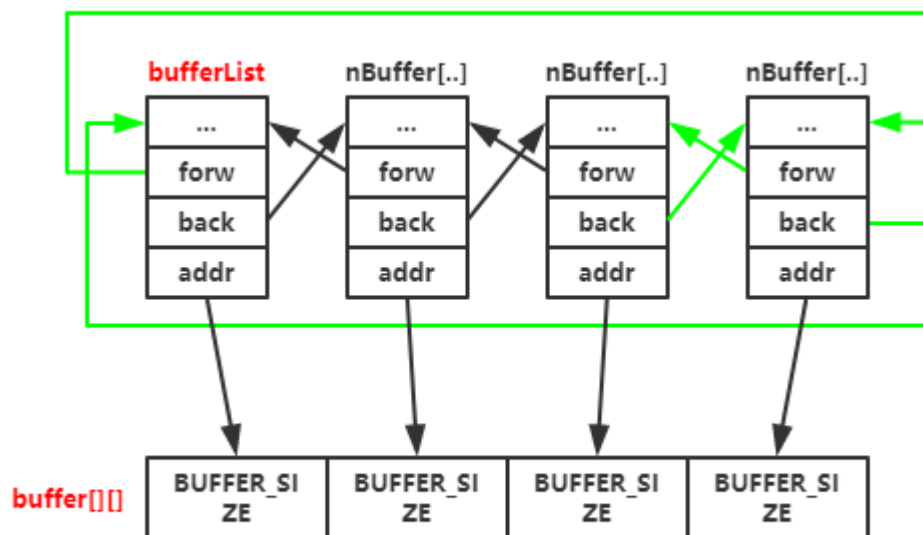 bufferList nBuffer[..] nBuffer[..] nBuffer[..]
... ... ... ...
forw forw forw forw
back back back back
addr addr addr addr
buffer[][]
BUFFER_SI BUFFER_SI BUFFER_SI BUFFER_SI
ZE ZE ZE ZE